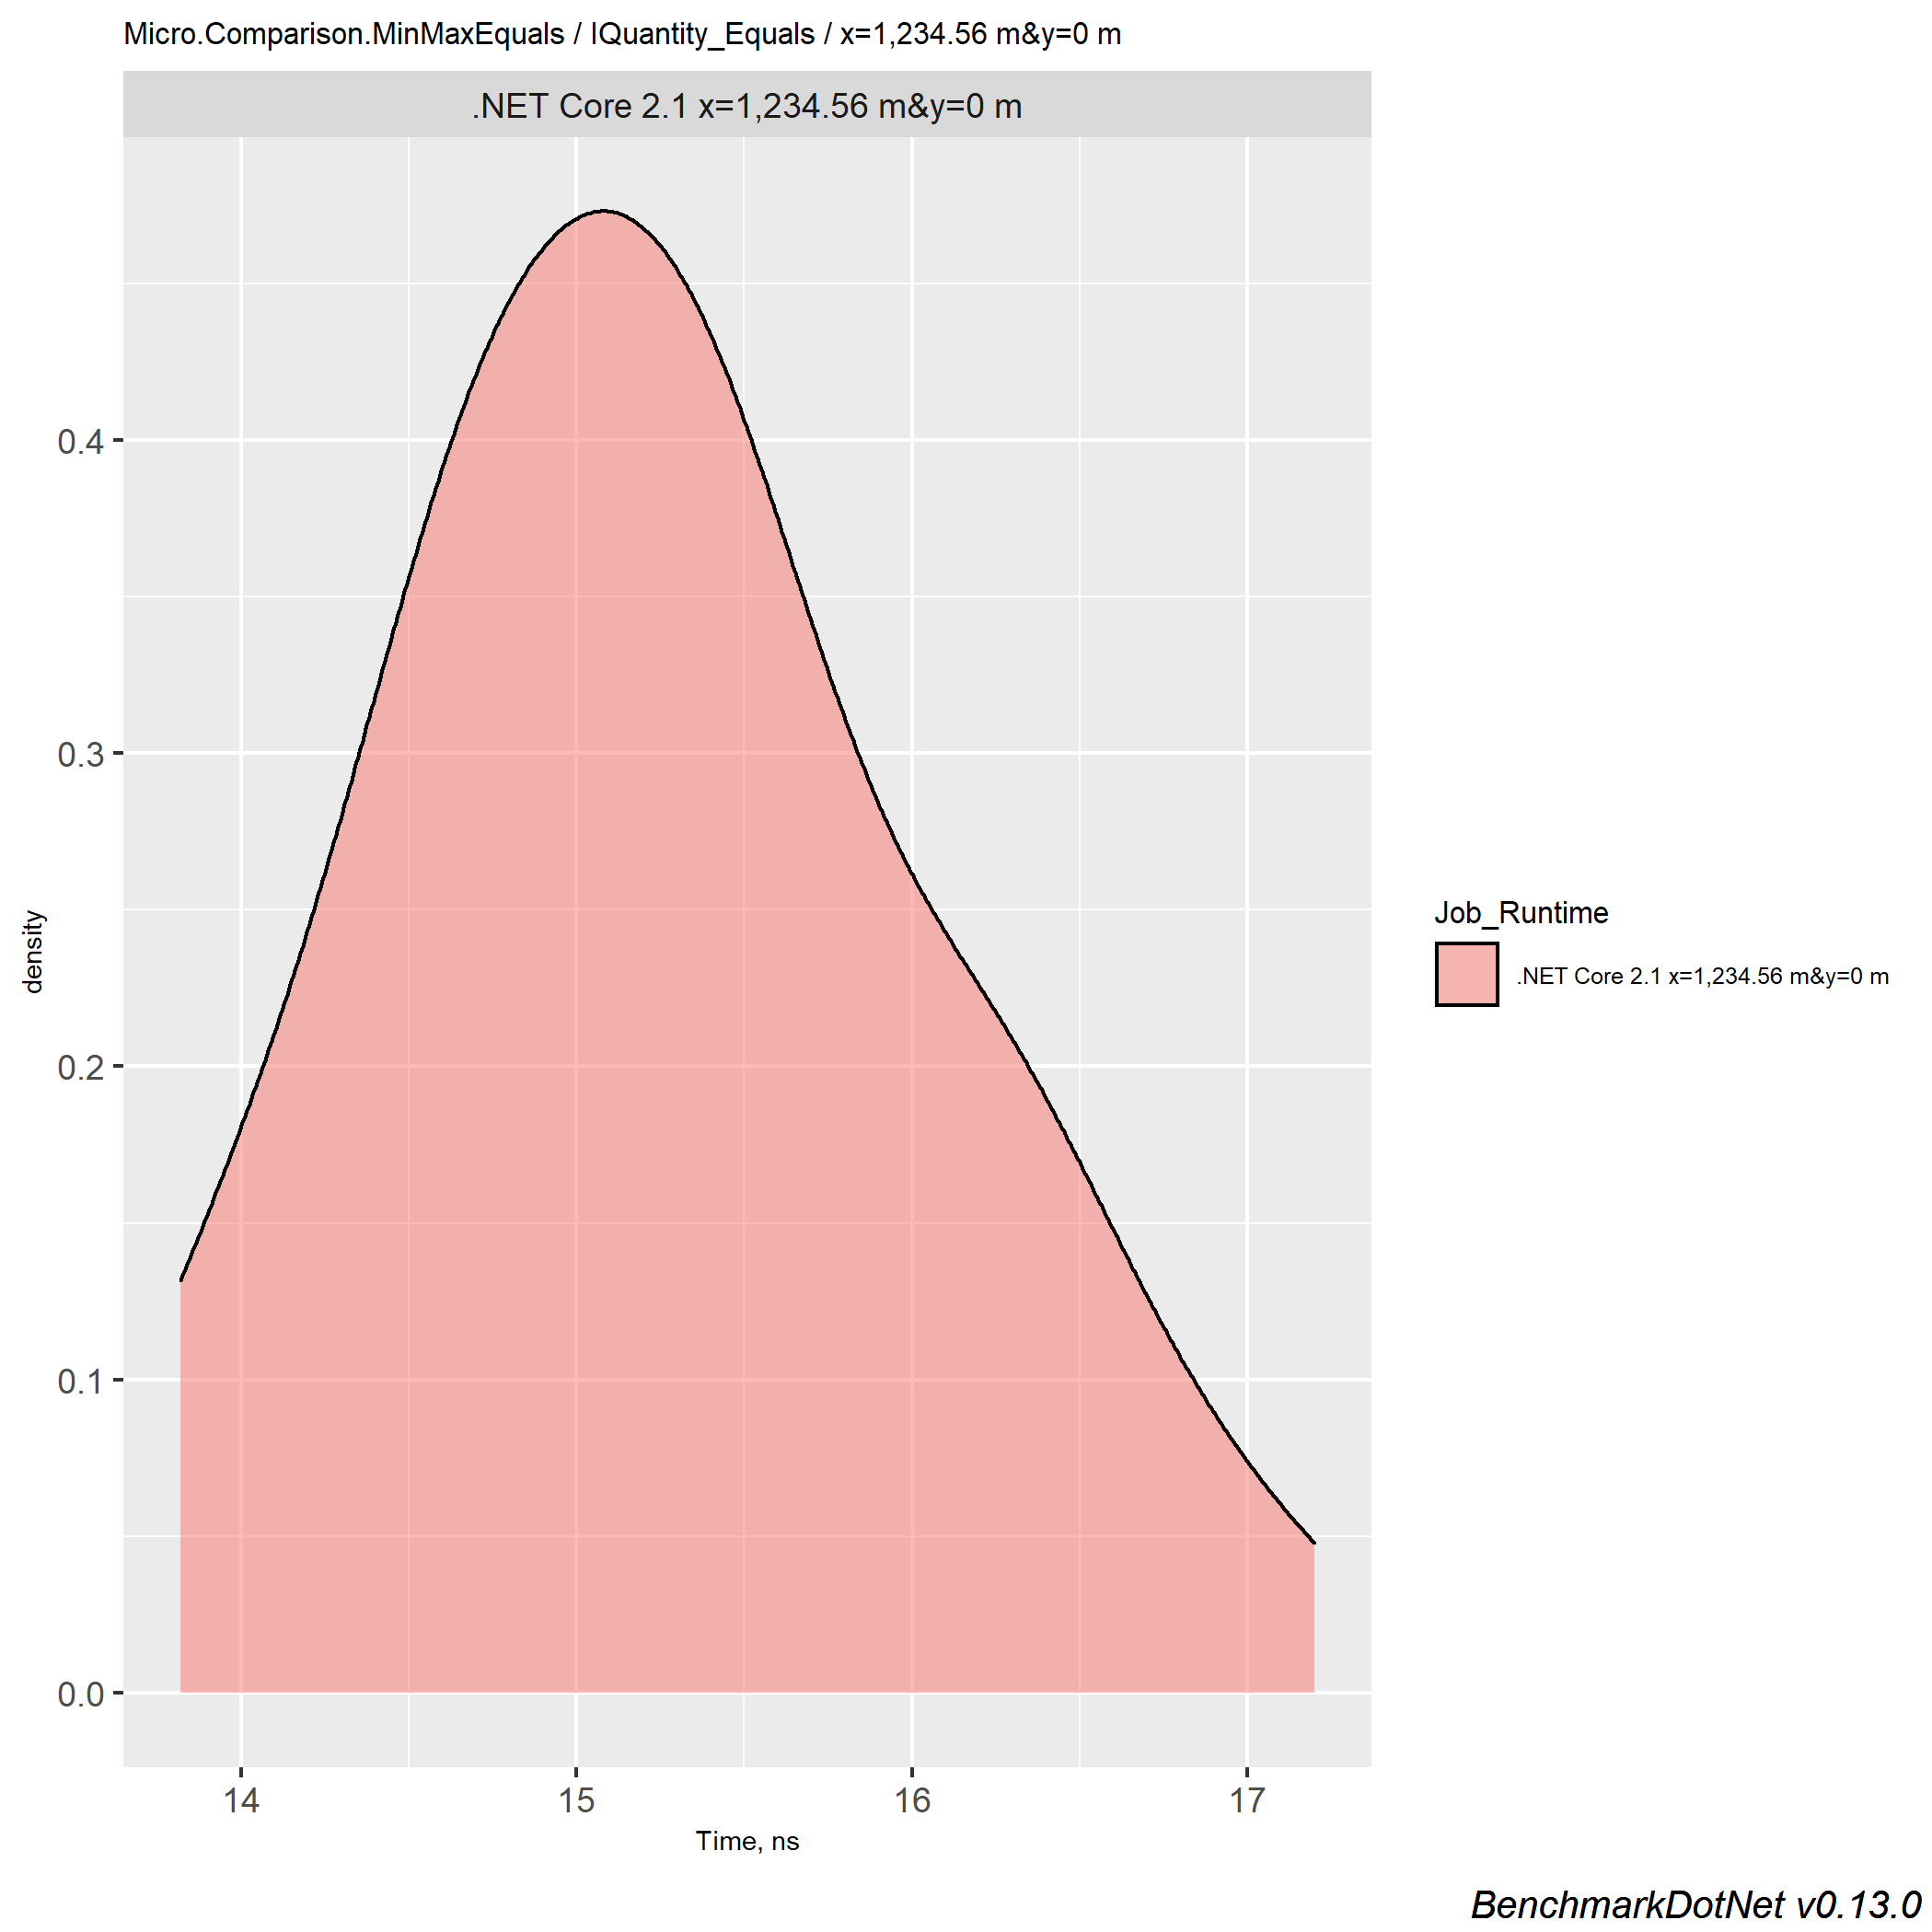 Micro.Comparison.MinMaxEquals / IQuantity_Equals / x=1,234.56 m&y=0 m
.NET Core 2.1 x=1,234.56 m&y=0 m
0.4
0.3
0.2
0.1
0.0
density
14 15 16 17
Time, ns
Job_Runtime
.NET Core 2.1 x=1,234.56 m&y=0 m
BenchmarkDotNet v0.13.0